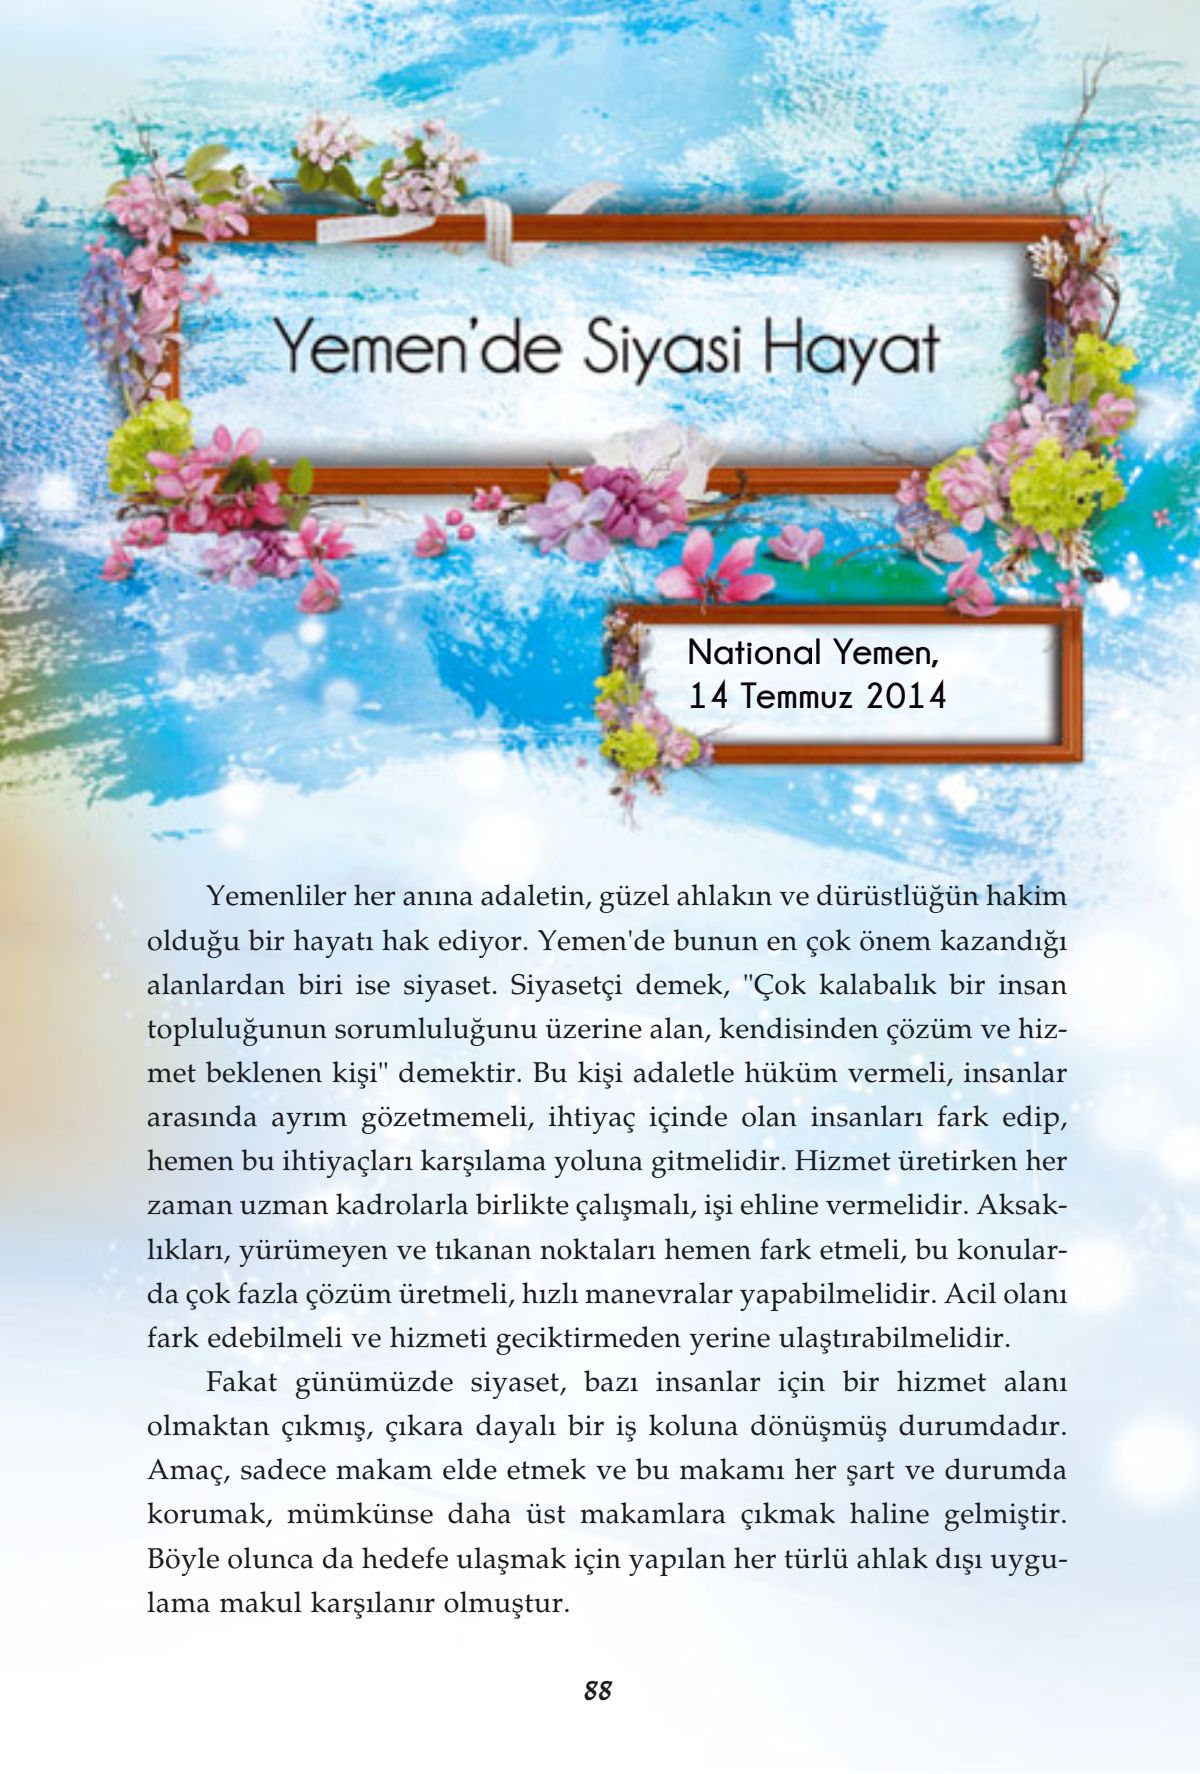 Yemen'de Siyasi Hayat
National Yemen,
14 Temmuz 2014
Yemenliler her anına adaletin, güzel ahlakın ve dürüstlüğün hakim
olduğu bir hayatı hak ediyor. Yemen'de bunun en çok önem kazandığı
alanlardan biri ise siyaset. Siyasetçi demek, "Çok kalabalık bir insan
topluluğunun sorumluluğunu üzerine alan, kendisinden çözüm ve hiz-
met beklenen kişi" demektir. Bu kişi adaletle hüküm vermeli, insanlar
arasında ayrım gözetmemeli, ihtiyaç içinde olan insanları fark edip,
hemen bu ihtiyaçları karşılama yoluna gitmelidir. Hizmet üretirken her
zaman uzman kadrolarla birlikte çalışmalı, işi ehline vermelidir. Aksak-
lıkları, yürümeyen ve tıkanan noktaları hemen fark etmeli, bu konular-
da çok fazla çözüm üretmeli, hızlı manevralar yapabilmelidir. Acil olanı
fark edebilmeli ve hizmeti geciktirmeden yerine ulaştırabilmelidir.
Fakat günümüzde siyaset, bazı insanlar için bir hizmet alanı
olmaktan çıkmış, çıkara dayalı bir iş koluna dönüşmüş durumdadır.
Amaç, sadece makam elde etmek ve bu makamı her şart ve durumda
korumak, mümkünse daha üst makamlara çıkmak haline gelmiştir.
Böyle olunca da hedefe ulaşmak için yapılan her türlü ahlak dışı uygu-
lama makul karşılanır olmuştur.
88